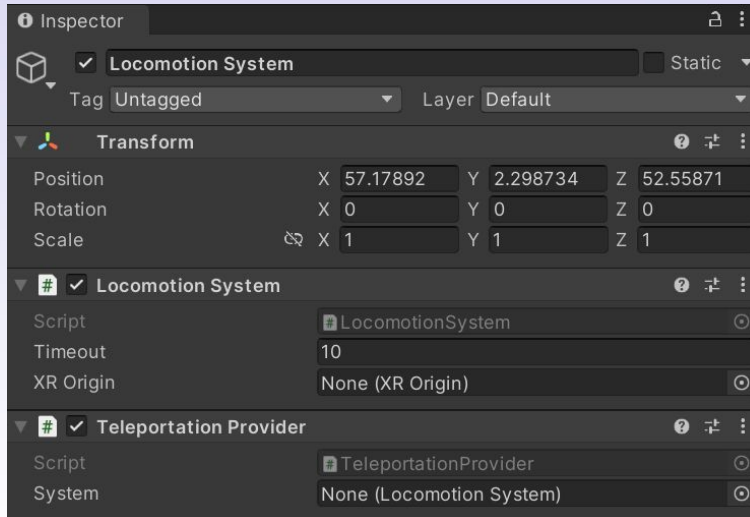 Inspector
Locomotion System Static
Tag Untagged Layer Default
Transform
Position X 57.17892 Y 2.298734 Z 52.55871
Rotation X 0 Y 0 Z 0
Scale X 1 Y 1 Z 1
# Locomotion System
Script # LocomotionSystem
Timeout 10
XR Origin None (XR Origin)
# Teleportation Provider
Script # TeleportationProvider
System None (Locomotion System)